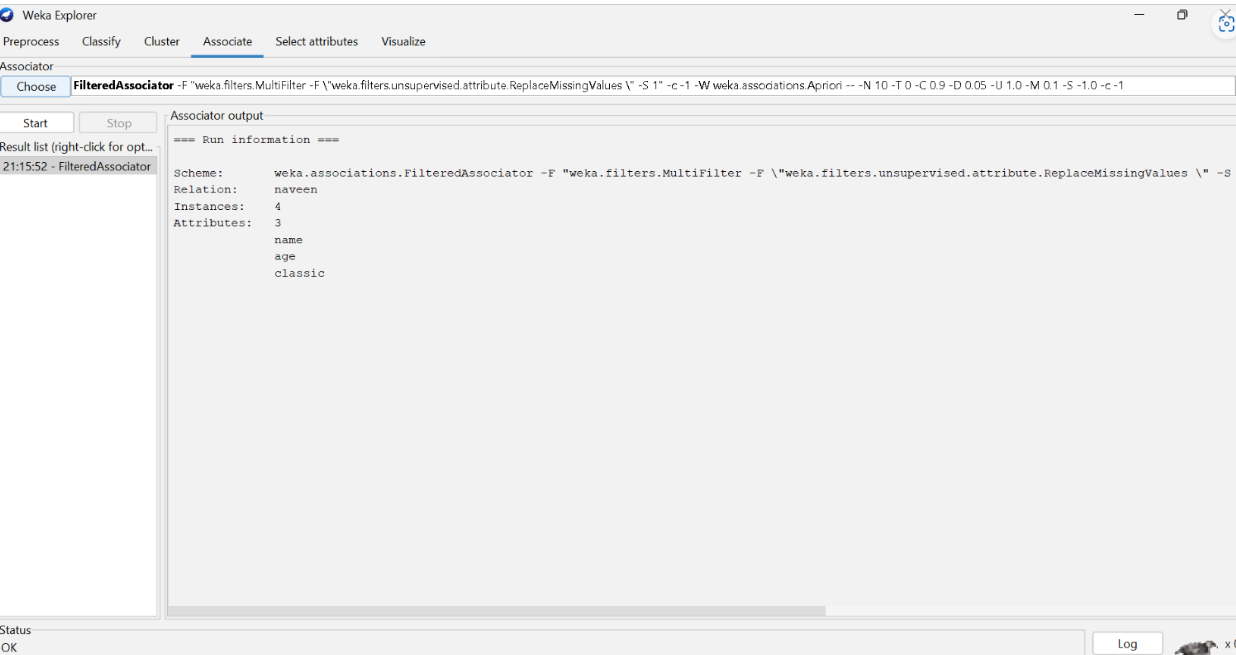 Weka Explorer
Preprocess Classify Cluster Associate Select attributes Visualize
Associator
Choose FilteredAssociator -F "weka.filters.MultiFilter -F \"weka.filters.unsupervised.attribute.ReplaceMissingValues \" -S 1" -c -1 -W weka.associations.Apriori -- -N 10 -T 0 -C 0.9 -D 0.05 -U 1.0 -M 0.1 -S -1.0 -c -1
Start Stop
Associator output
Result list (right-click for opt...
21:15:52 - FilteredAssociator
=== Run information ===
Scheme: weka.associations.FilteredAssociator -F "weka.filters.MultiFilter -F \"weka.filters.unsupervised.attribute.ReplaceMissingValues \" -S
Relation: naveen
Instances: 4
Attributes: 3
name
age
classic
Status
OK
Log
x 0